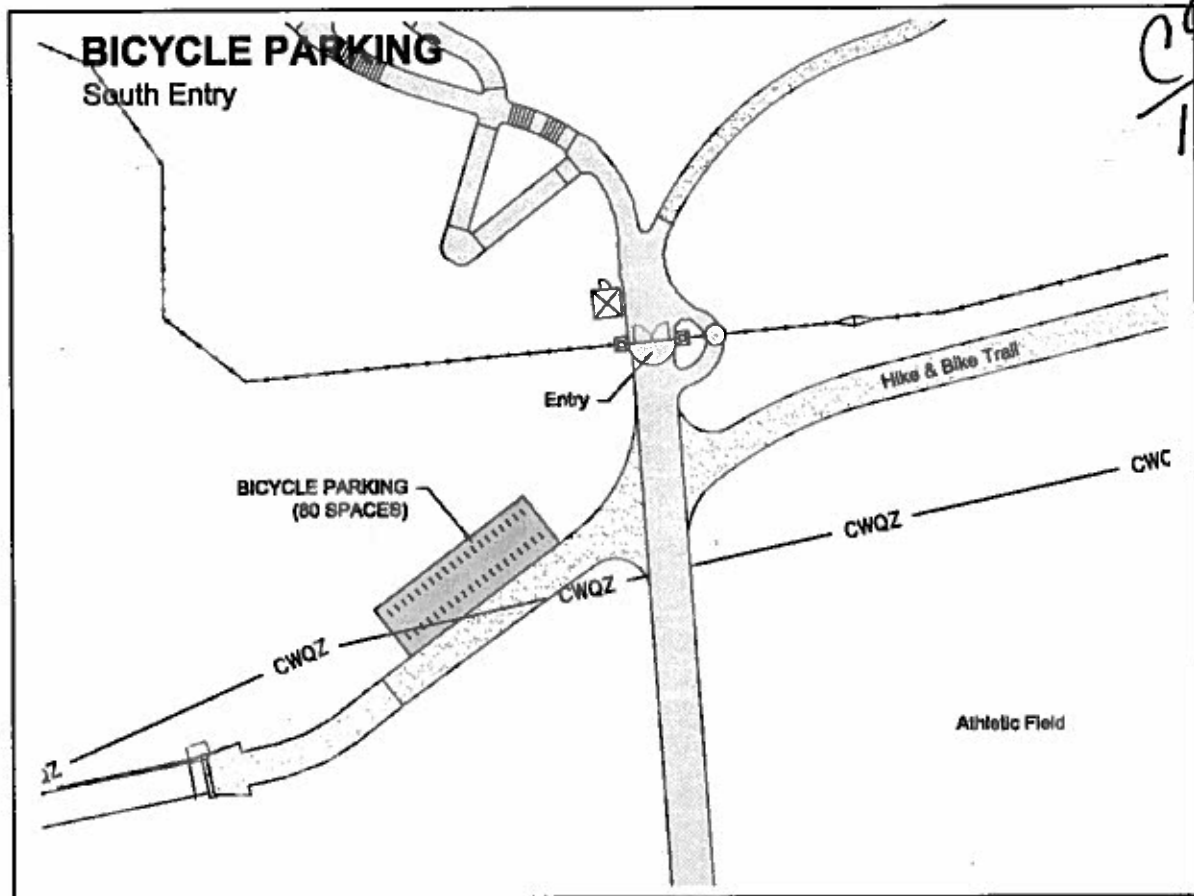 BICYCLE PARKING
South Entry
Entry
Hike & Bike Trail
BICYCLE PARKING
(80 SPACES)
CWQZ
CWQZ
CWQZ
Athletic Field